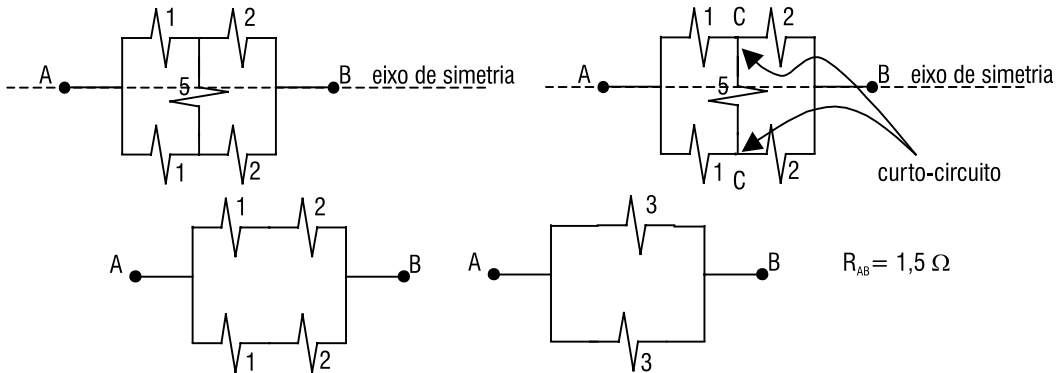 1 2
A 5 B eixo de simetria
1 2
1 C 2
A 5 B eixo de simetria
1 C 2
curto-circuito
1 2
A B
1 2
3
A B
3
R_AB = 1,5 Ω